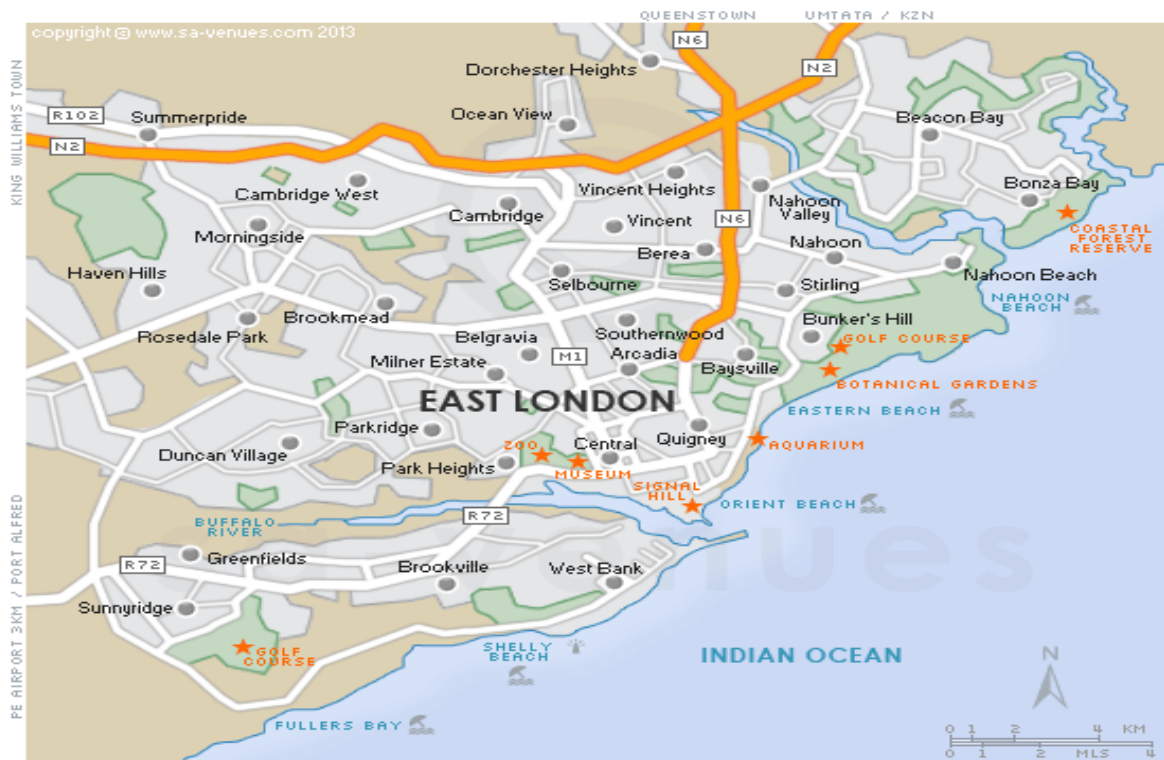 QUEENSTOWN
UMTATA / KZN
copyright © www.sa-venues.com 2013
N6
N2
Dorchester Heights
KING WILLIAMS TOWN
R102
Summerpride
Ocean View
Beacon Bay
N2
Cambridge West
Vincent Heights
Bonza Bay
Cambridge
Vincent
N6
Nahoon
Valley
COASTAL
FOREST
RESERVE
Morningside
Berea
Nahoon
Haven Hills
Selbourne
Stirling
Nahoon Beach
NAHOON
BEACH
Brookmead
Rosedale Park
Belgravia
Southernwood
Bunker's Hill
GOLF COURSE
Milner Estate
M1
Arcadia
Baysville
BOTANICAL GARDENS
EAST LONDON
EASTERN BEACH
Parkridge
Duncan Village
ZOO
Central
Quigney
AQUARIUM
Park Heights
MUSEUM
SIGNAL
HILL
ORIENT BEACH
R72
BUFFALO
RIVER
sa-venues
PE AIRPORT 3KM / PORT ALFRED
R72
Greenfields
Brookville
West Bank
Sunnyridge
GOLF
COURSE
SHELLY
BEACH
INDIAN OCEAN
N
FULLERS BAY
0 1 2 4 KM
0 1 2 MLS 4